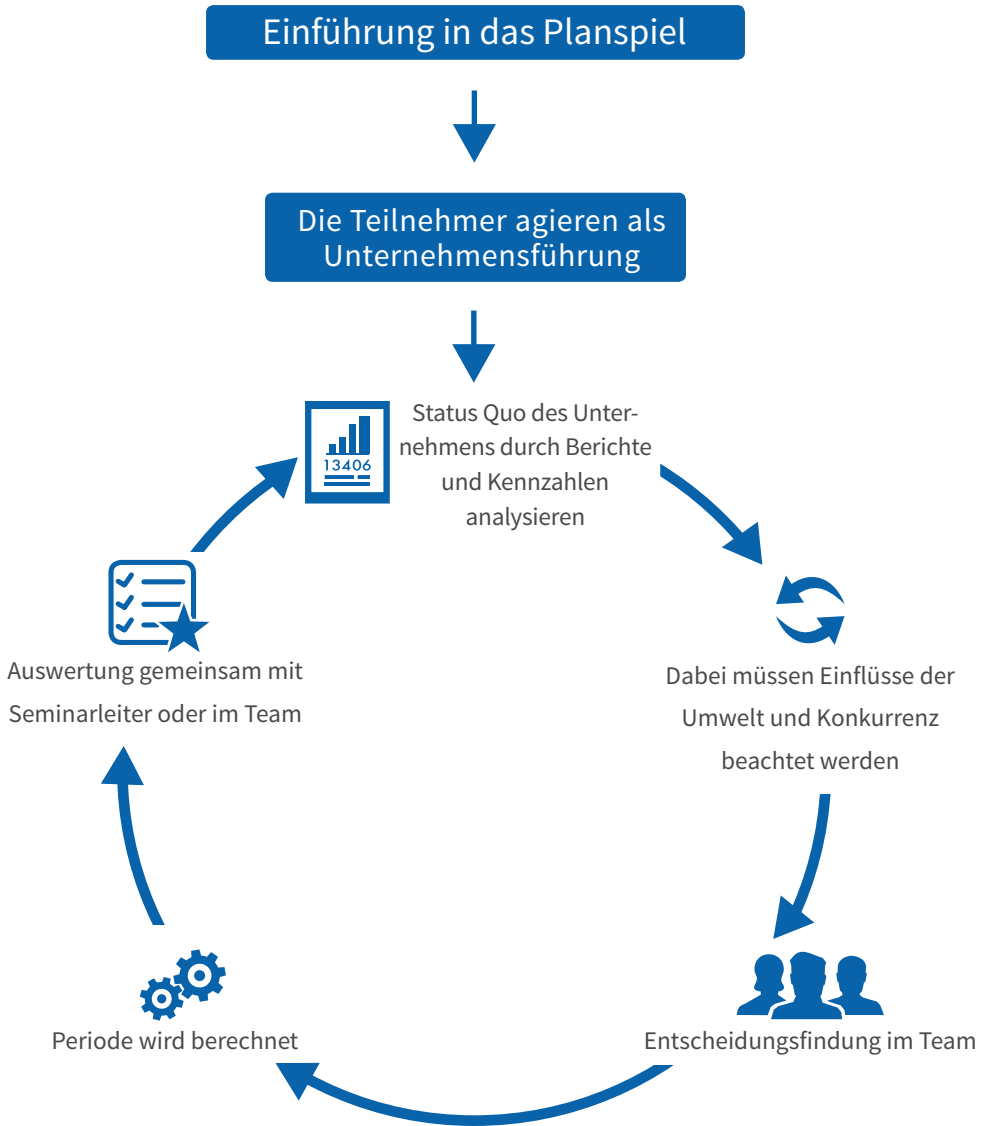 Einführung in das Planspiel
Die Teilnehmer agieren als
Unternehmensführung
13406
Status Quo des Unter-
nehmens durch Berichte
und Kennzahlen
analysieren
Dabei müssen Einflüsse der
Umwelt und Konkurrenz
beachtet werden
Entscheidungsfindung im Team
Periode wird berechnet
Auswertung gemeinsam mit
Seminarleiter oder im Team